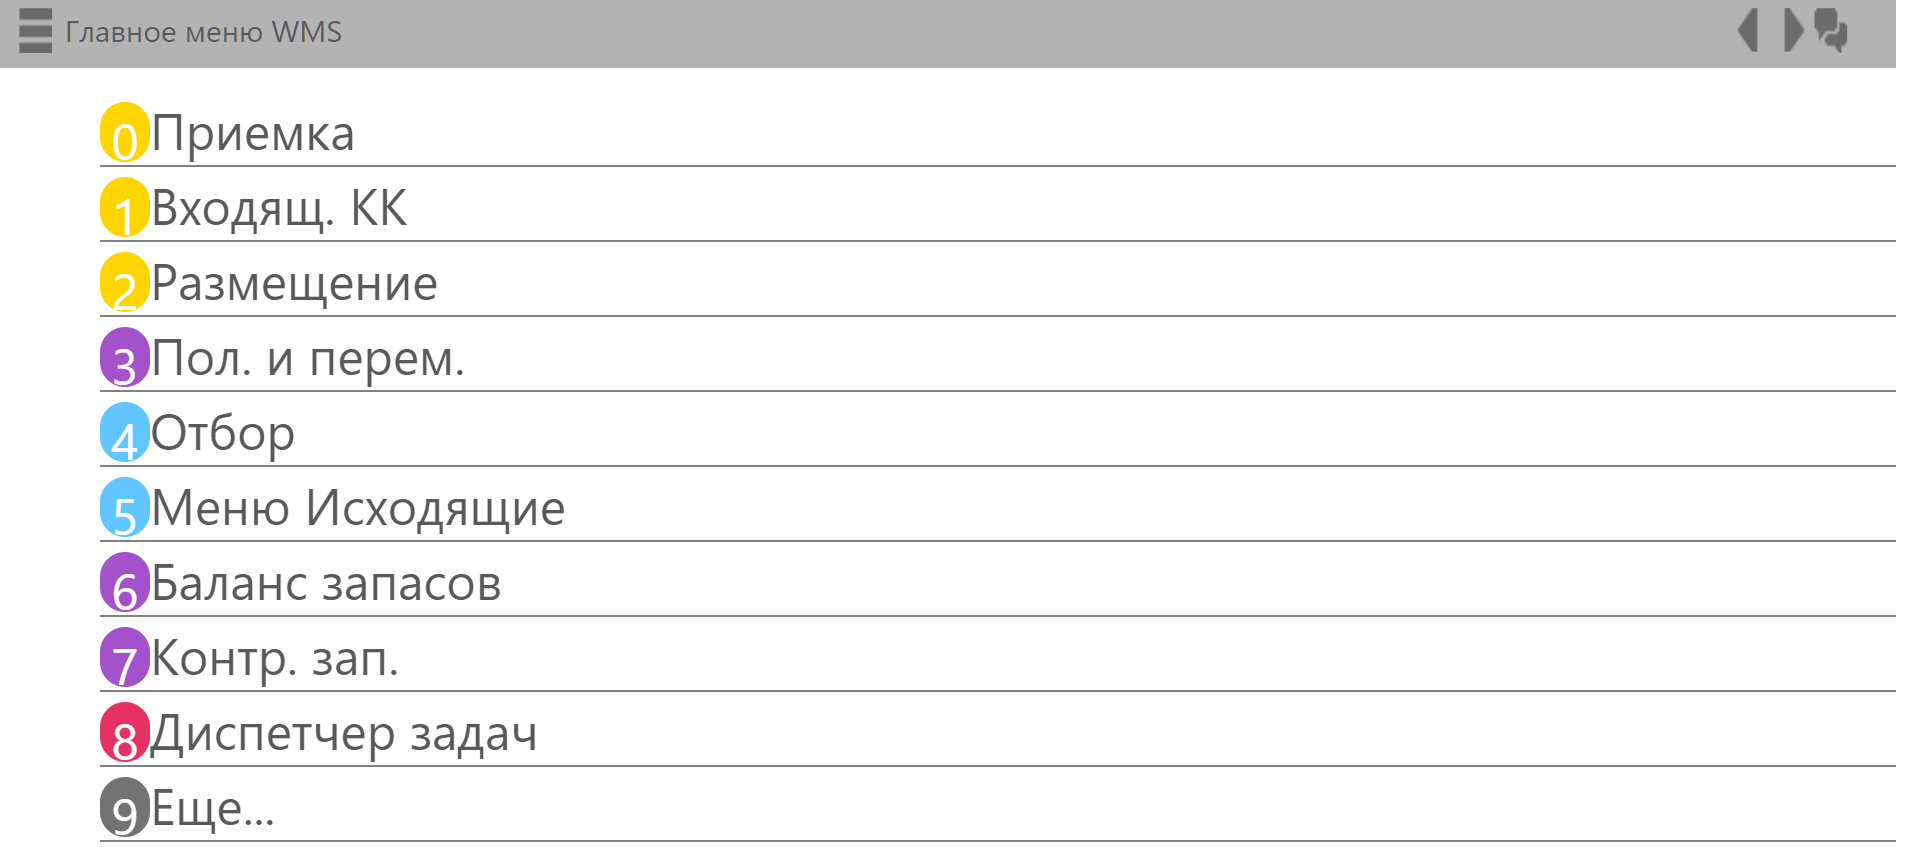 Главное меню WMS
0 Приемка
1 Входящ. КК
2 Размещение
3 Пол. и перем.
4 Отбор
5 Меню Исходящие
6 Баланс запасов
7 Контр. зап.
8 Диспетчер задач
9 Еще...